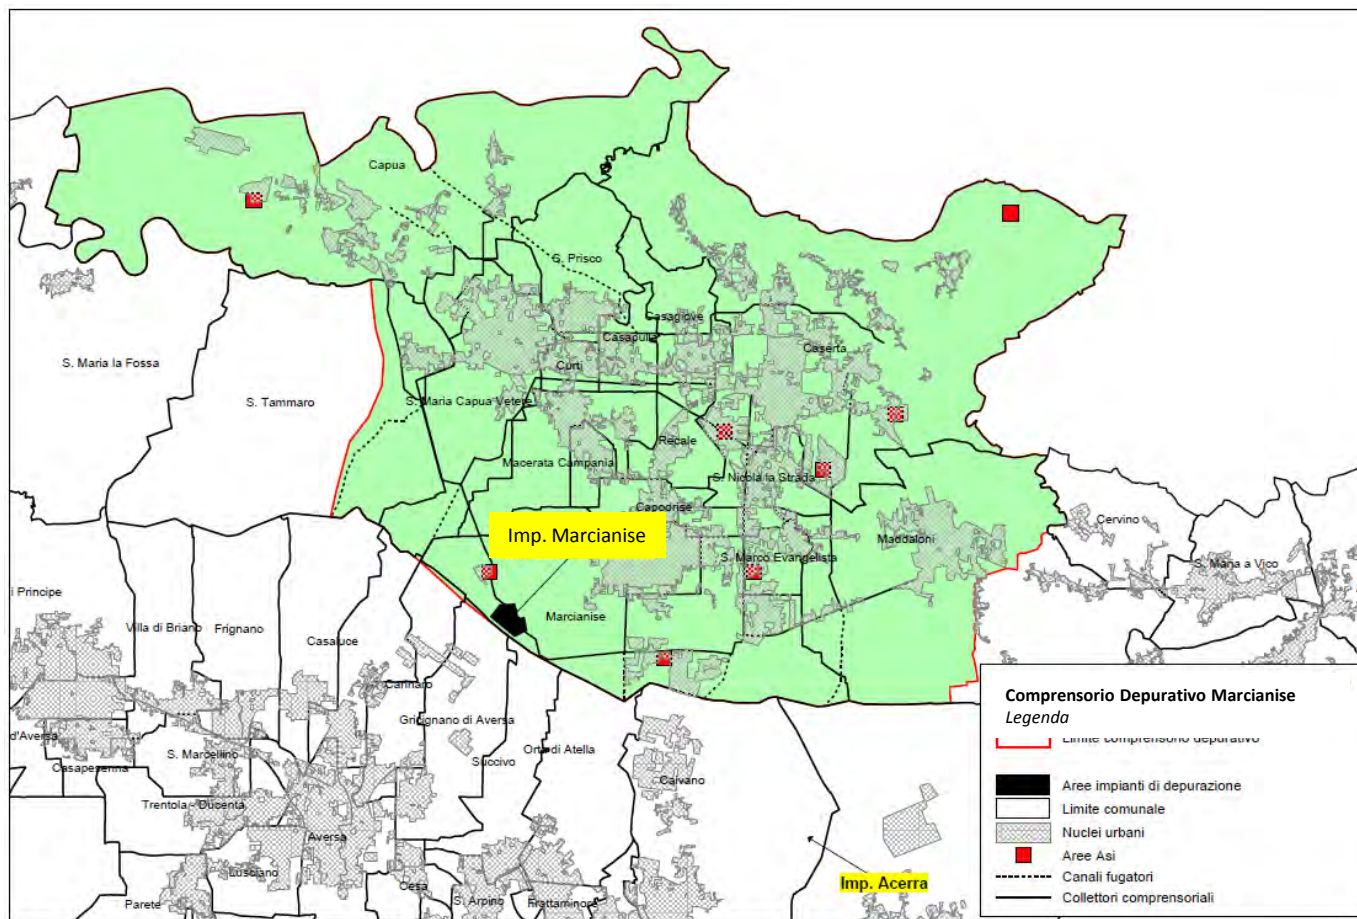 Capua
S. Prisco
Casagiove
Casapulla
Caserta
Curti
S. Maria la Fossa
S. Tammaro
S. Maria Capua Vetere
Recale
Macerata Campania
S. Nicola la Strada
Capodrise
Imp. Marcianise
Maddaloni
Cervino
S. Marco Evangelista
S. Maria a Vico
i Principe
Villa di Briano
Frignano
Casaluce
Marcianise
Carinaro
Gricignano di Aversa
d'Aversa
S. Marcellino
Succivo
Orta di Atella
Casapesenna
Caivano
Trentola - Ducenta
Aversa
Lusciano
Cesa
Parete
S. Arpino
Frattaminore
Imp. Acerra
Comprensorio Depurativo Marcianise
Legenda
Limite comprensorio depurativo
Aree impianti di depurazione
Limite comunale
Nuclei urbani
Aree Asi
Canali fugatori
Collettori comprensoriali